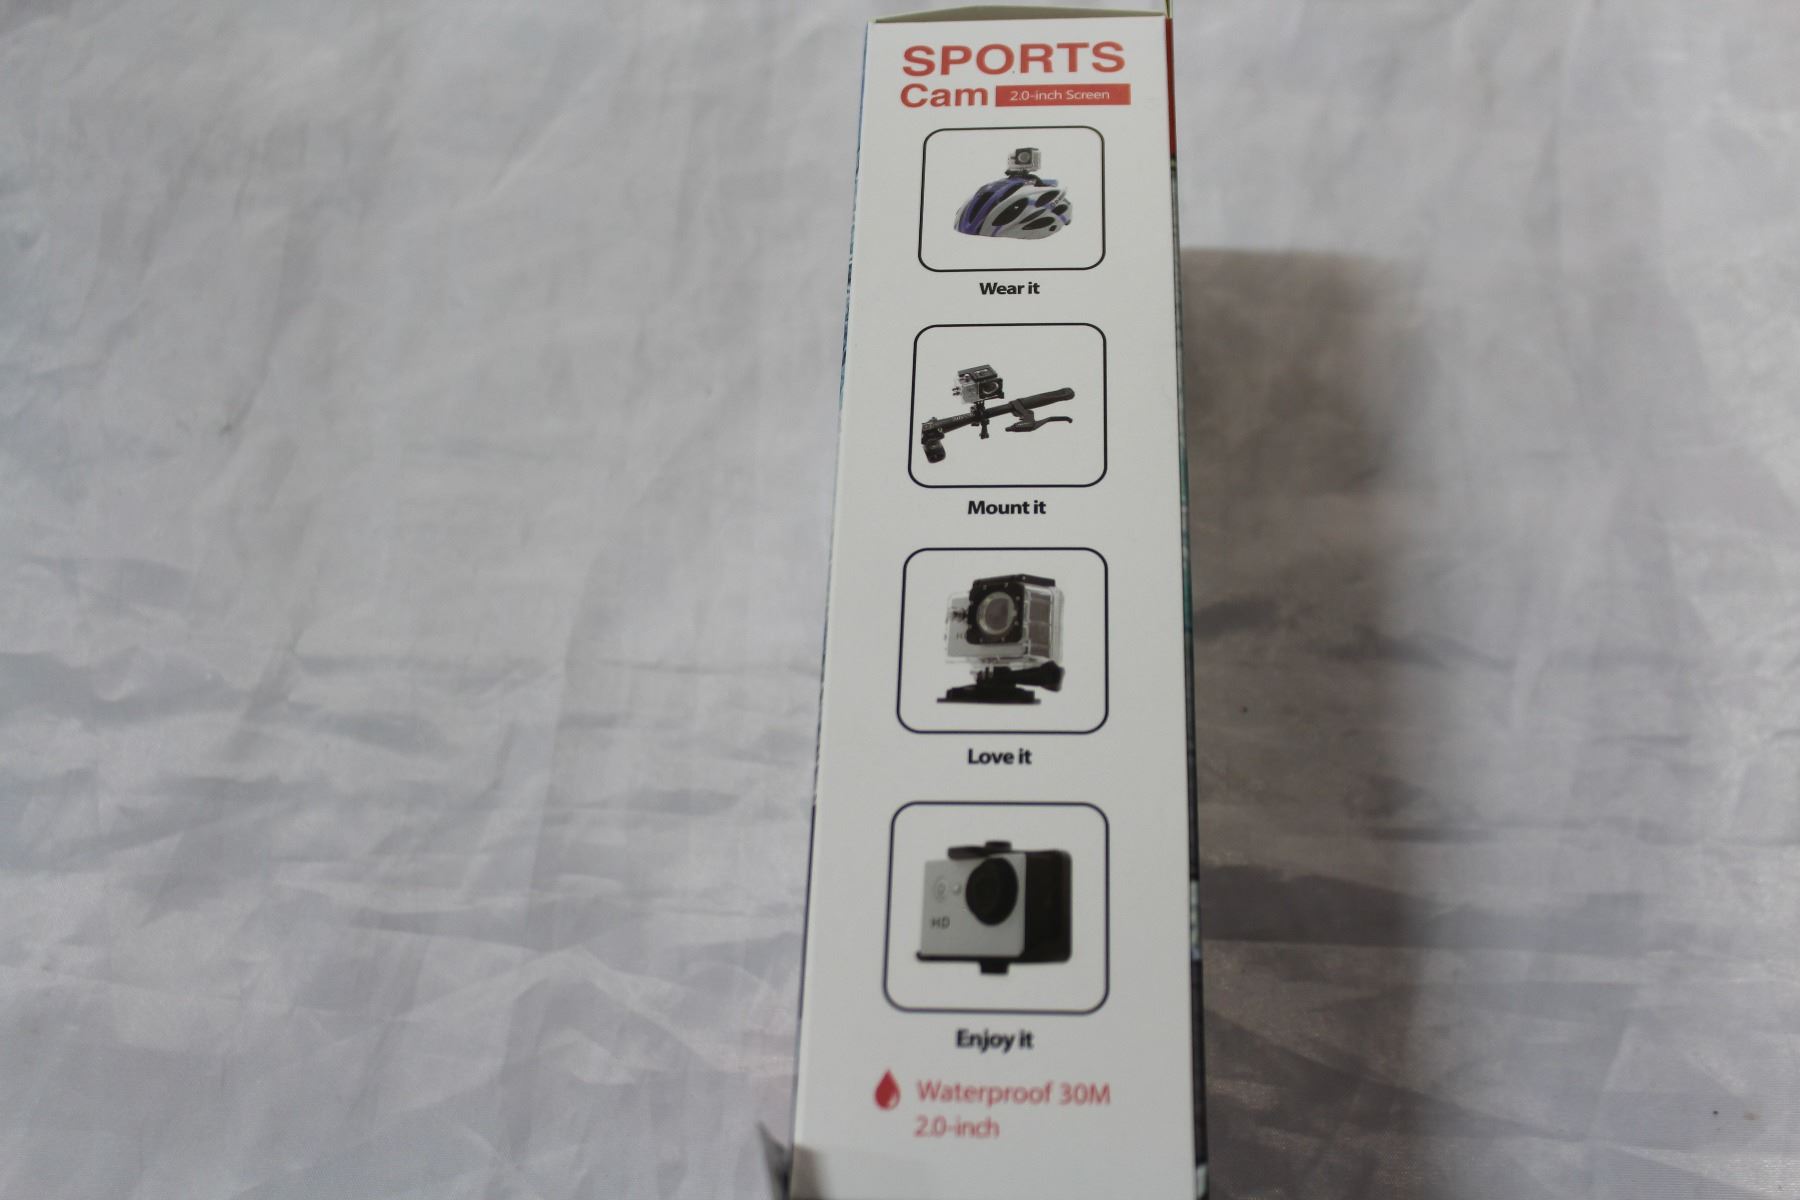 SPORTS
Cam 2.0-inch Screen
Wear it
Mount it
Love it
HD
Enjoy it
Waterproof 30M
2.0-inch